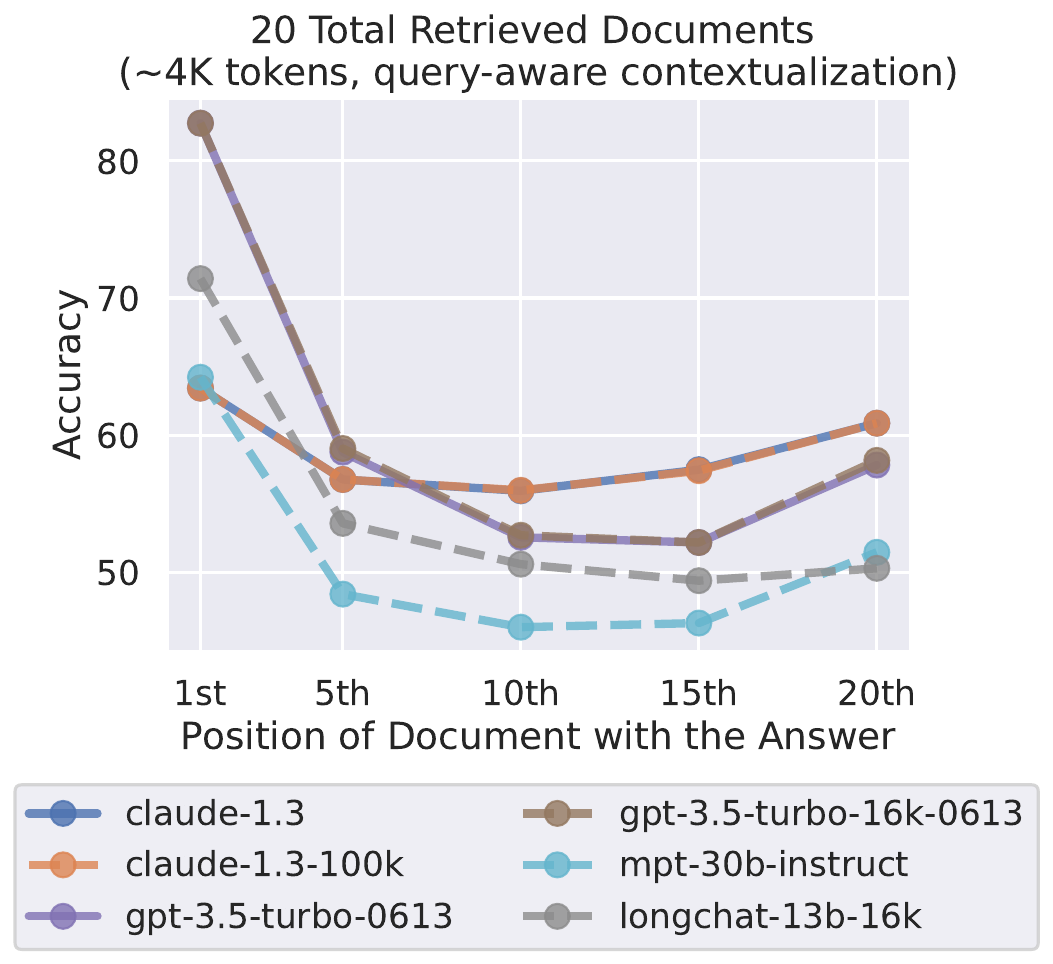 20 Total Retrieved Documents
(~4K tokens, query-aware contextualization)
80
70
60
50
Accuracy
1st 5th 10th 15th 20th
Position of Document with the Answer
claude-1.3
claude-1.3-100k
gpt-3.5-turbo-0613
gpt-3.5-turbo-16k-0613
mpt-30b-instruct
longchat-13b-16k